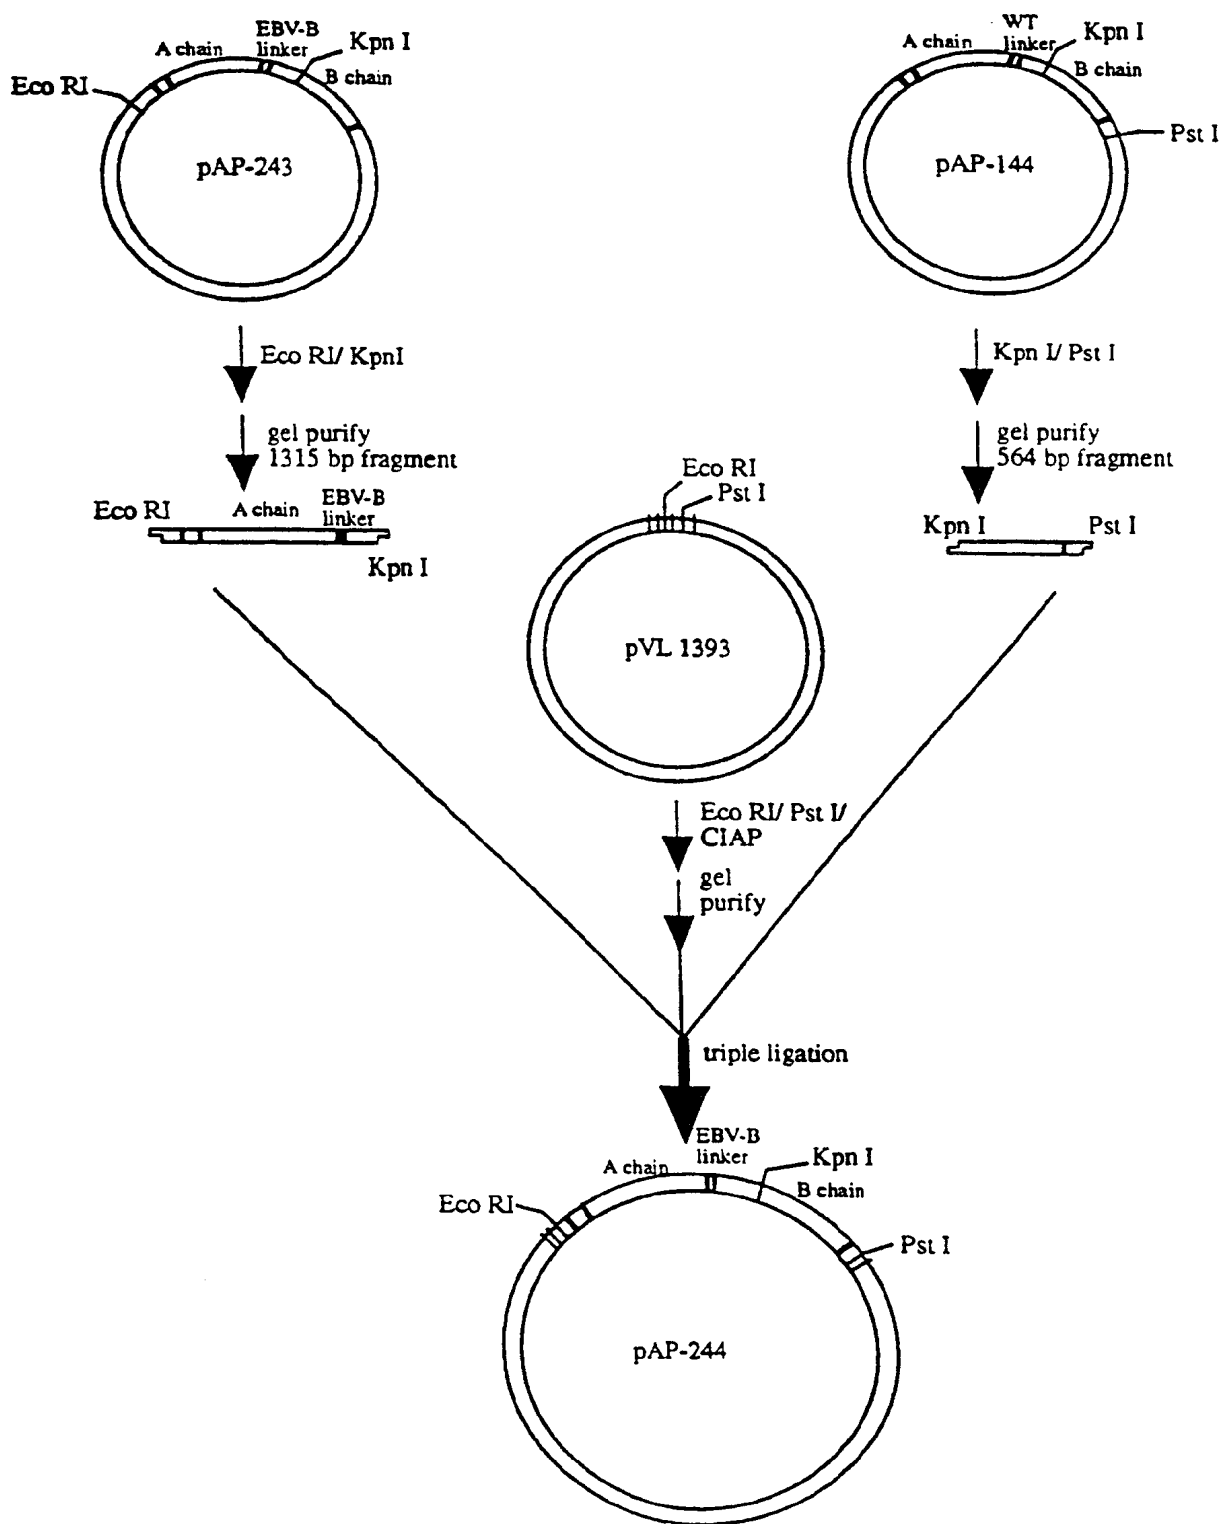 EBV-B
A chain linker Kpn I
B chain
Eco RI
pAP-243
WT
A chain linker Kpn I
B chain
Pst I
pAP-144
Eco RI/ KpnI
gel purify
1315 bp fragment
Kpn I/ Pst I
gel purify
564 bp fragment
Eco RI A chain EBV-B
linker
Kpn I
Eco RI
Pst I
pVL 1393
Kpn I Pst I
Eco RI/ Pst I/
CIAP
gel
purify
triple ligation
EBV-B
linker
A chain
Kpn I
B chain
Eco RI
Pst I
pAP-244